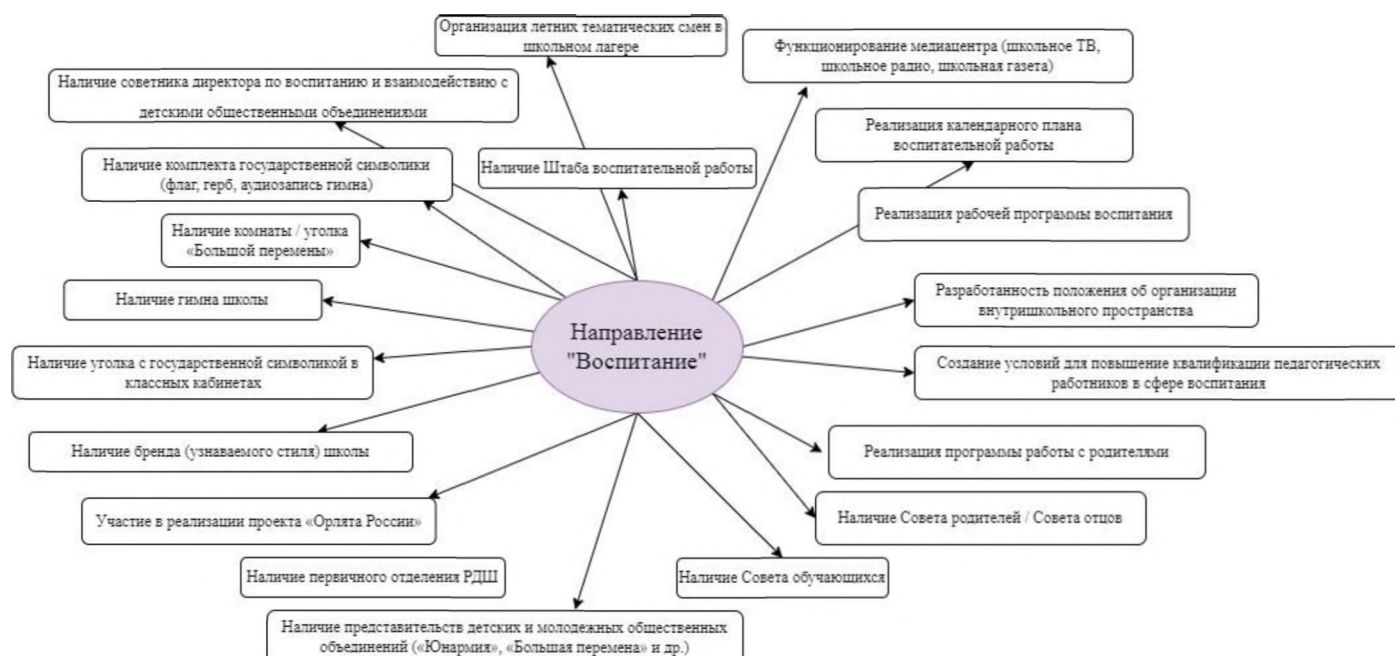 Организация летних тематических смен в
школьном лагере
Функционирование медиацентра (школьное ТВ,
школьное радио, школьная газета)
Наличие советника директора по воспитанию и взаимодействию с
детскими общественными объединениями
Реализация календарного плана
воспитательной работы
Наличие комплекта государственной символики
(флаг, герб, аудиозапись гимна)
Наличие Штаба воспитательной работы
Реализация рабочей программы воспитания
Наличие комнаты / уголка
«Большой перемены»
Наличие гимна школы
Разработанность положения об организации
внутришкольного пространства
Направление
"Воспитание"
Наличие уголка с государственной символикой в
классных кабинетах
Создание условий для повышение квалификации педагогических
работников в сфере воспитания
Наличие бренда (узнаваемого стиля) школы
Реализация программы работы с родителями
Участие в реализации проекта «Орлята России»
Наличие Совета родителей / Совета отцов
Наличие первичного отделения РДШ
Наличие Совета обучающихся
Наличие представительств детских и молодежных общественных
объединений («Юнармия», «Большая перемена» и др.)